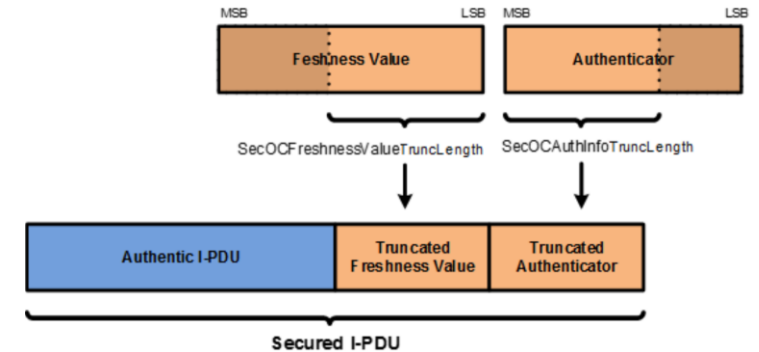 MSB LSB MSB LSB
Feshness Value Authenticator
SecOCFreshnessValueTruncLength SecOCAuthInfoTruncLength
Authentic I-PDU
Truncated
Freshness Value
Truncated
Authenticator
Secured I-PDU